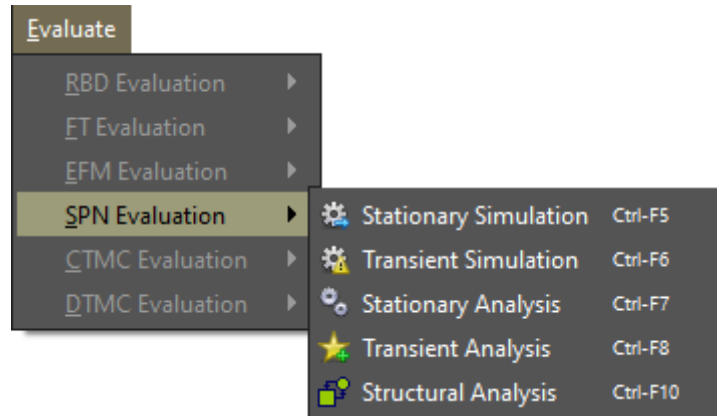 Evaluate
RBD Evaluation
FT Evaluation
EFM Evaluation
SPN Evaluation
CTMC Evaluation
DTMC Evaluation
Stationary Simulation Ctrl-F5
Transient Simulation Ctrl-F6
Stationary Analysis Ctrl-F7
Transient Analysis Ctrl-F8
Structural Analysis Ctrl-F10